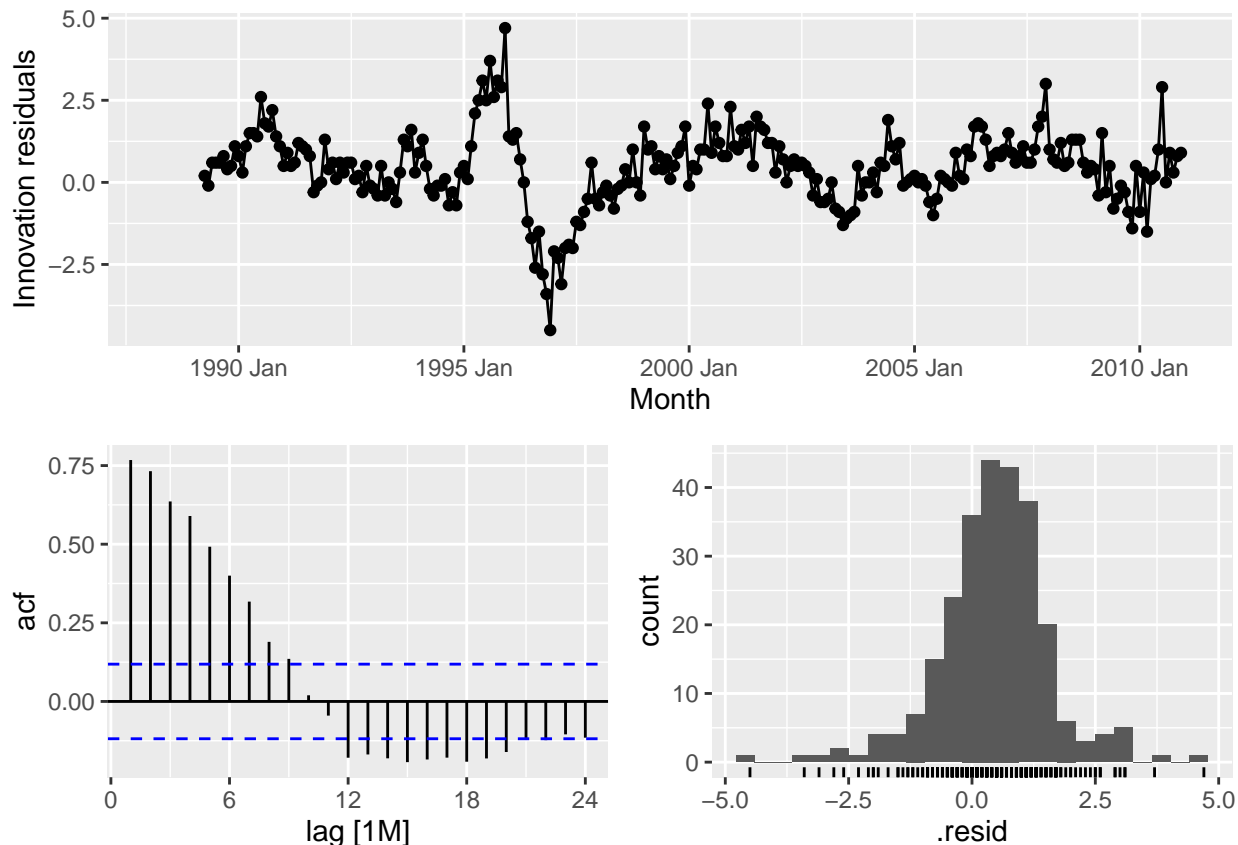 5.0
2.5
0.0
−2.5
Innovation residuals
1990 Jan
1995 Jan
2000 Jan
2005 Jan
2010 Jan
Month
0.75
0.50
0.25
0.00
acf
0
6
12
18
24
lag [1M]
40
30
20
10
0
count
−5.0
−2.5
0.0
2.5
5.0
.resid